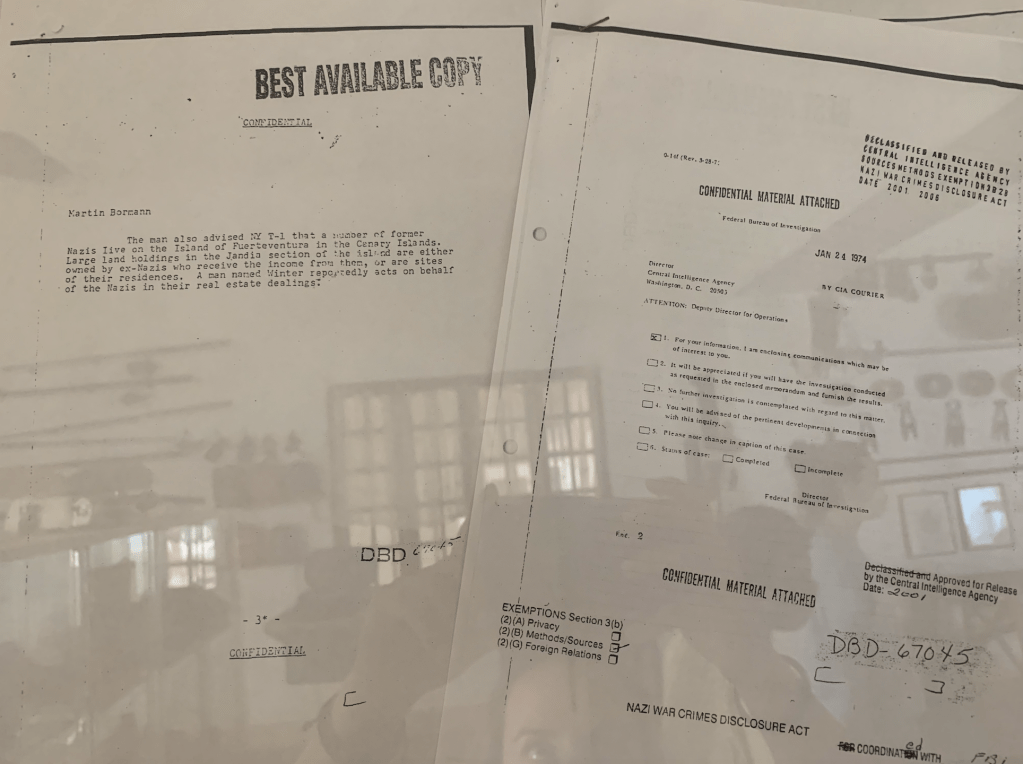 BEST AVAILABLE COPY
CONFIDENTIAL
Martin Bormann
The man also advised NY T-1 that a number of former
Nazis live on the Island of Fuerteventura in the Canary Islands.
Large land holdings in the Jandia section of the island are either
owned by ex-Nazis who receive the income from them, or are sites
of their residences. A man named Winter reportedly acts on behalf
of the Nazis in their real estate dealings.
DBD 67045
- 3* -
CONFIDENTIAL
DECLASSIFIED AND RELEASED BY
CENTRAL INTELLIGENCE AGENCY
SOURCES METHODS EXEMPTION 3B2B
NAZI WAR CRIMES DISCLOSURE ACT
DATE 2001 2006
CONFIDENTIAL MATERIAL ATTACHED
Federal Bureau of Investigation
JAN 24 1974
Director
Central Intelligence Agency
Washington, D. C. 20505
BY CIA COURIER
ATTENTION: Deputy Director for Operations
1. For your information, I am enclosing communications which may be
of interest to you.
2. It will be appreciated if you will have the investigation conducted
as requested in the enclosed memorandum and furnish the results.
3. No further investigation is contemplated with regard to this matter.
4. You will be advised of the pertinent developments in connection
with this inquiry.
5. Please note change in caption of this case.
6. Status of case: Completed Incomplete
Director
Federal Bureau of Investigation
Enc. 2
CONFIDENTIAL MATERIAL ATTACHED
Declassified and Approved for Release
by the Central Intelligence Agency
Date: 2001
EXEMPTIONS Section 3(b)
(2)(A) Privacy
(2)(B) Methods/Sources
(2)(G) Foreign Relations
DBD-67045
NAZI WAR CRIMES DISCLOSURE ACT
FOR COORDINATed WITH FBI